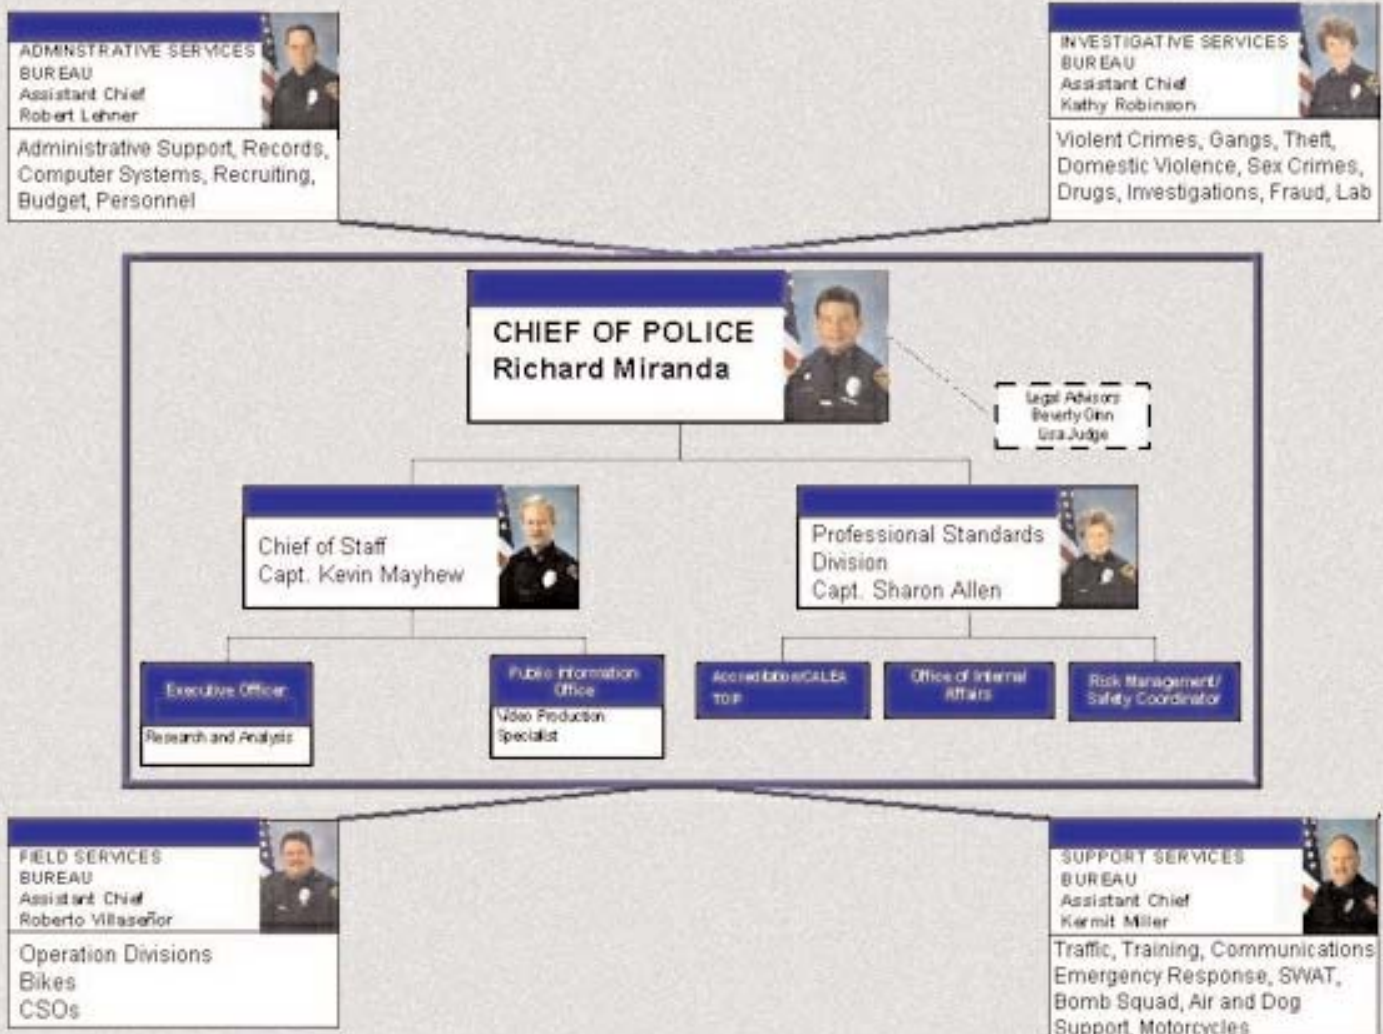 ADMINSTRATIVE SERVICES
BUREAU
Assistant Chief
Robert Lehner
Administrative Support, Records,
Computer Systems, Recruiting,
Budget, Personnel
INVESTIGATIVE SERVICES
BUREAU
Assistant Chief
Kathy Robinson
Violent Crimes, Gangs, Theft,
Domestic Violence, Sex Crimes,
Drugs, Investigations, Fraud, Lab
CHIEF OF POLICE
Richard Miranda
Legal Advisors
Beverly Ginn
Lisa Judge
Chief of Staff
Capt. Kevin Mayhew
Professional Standards
Division
Capt. Sharon Allen
Executive Officer
Research and Analysis
Public Information
Office
Video Production
Specialist
Accreditation/CALEA
Office of Internal
Affairs
Risk Management/
Safety Coordinator
FIELD SERVICES
BUREAU
Assistant Chief
Roberto Villaseñor
Operation Divisions
Bikes
CSOs
SUPPORT SERVICES
BUREAU
Assistant Chief
Kermit Miller
Traffic, Training, Communications
Emergency Response, SWAT,
Bomb Squad, Air and Dog
Support, Motorcycles